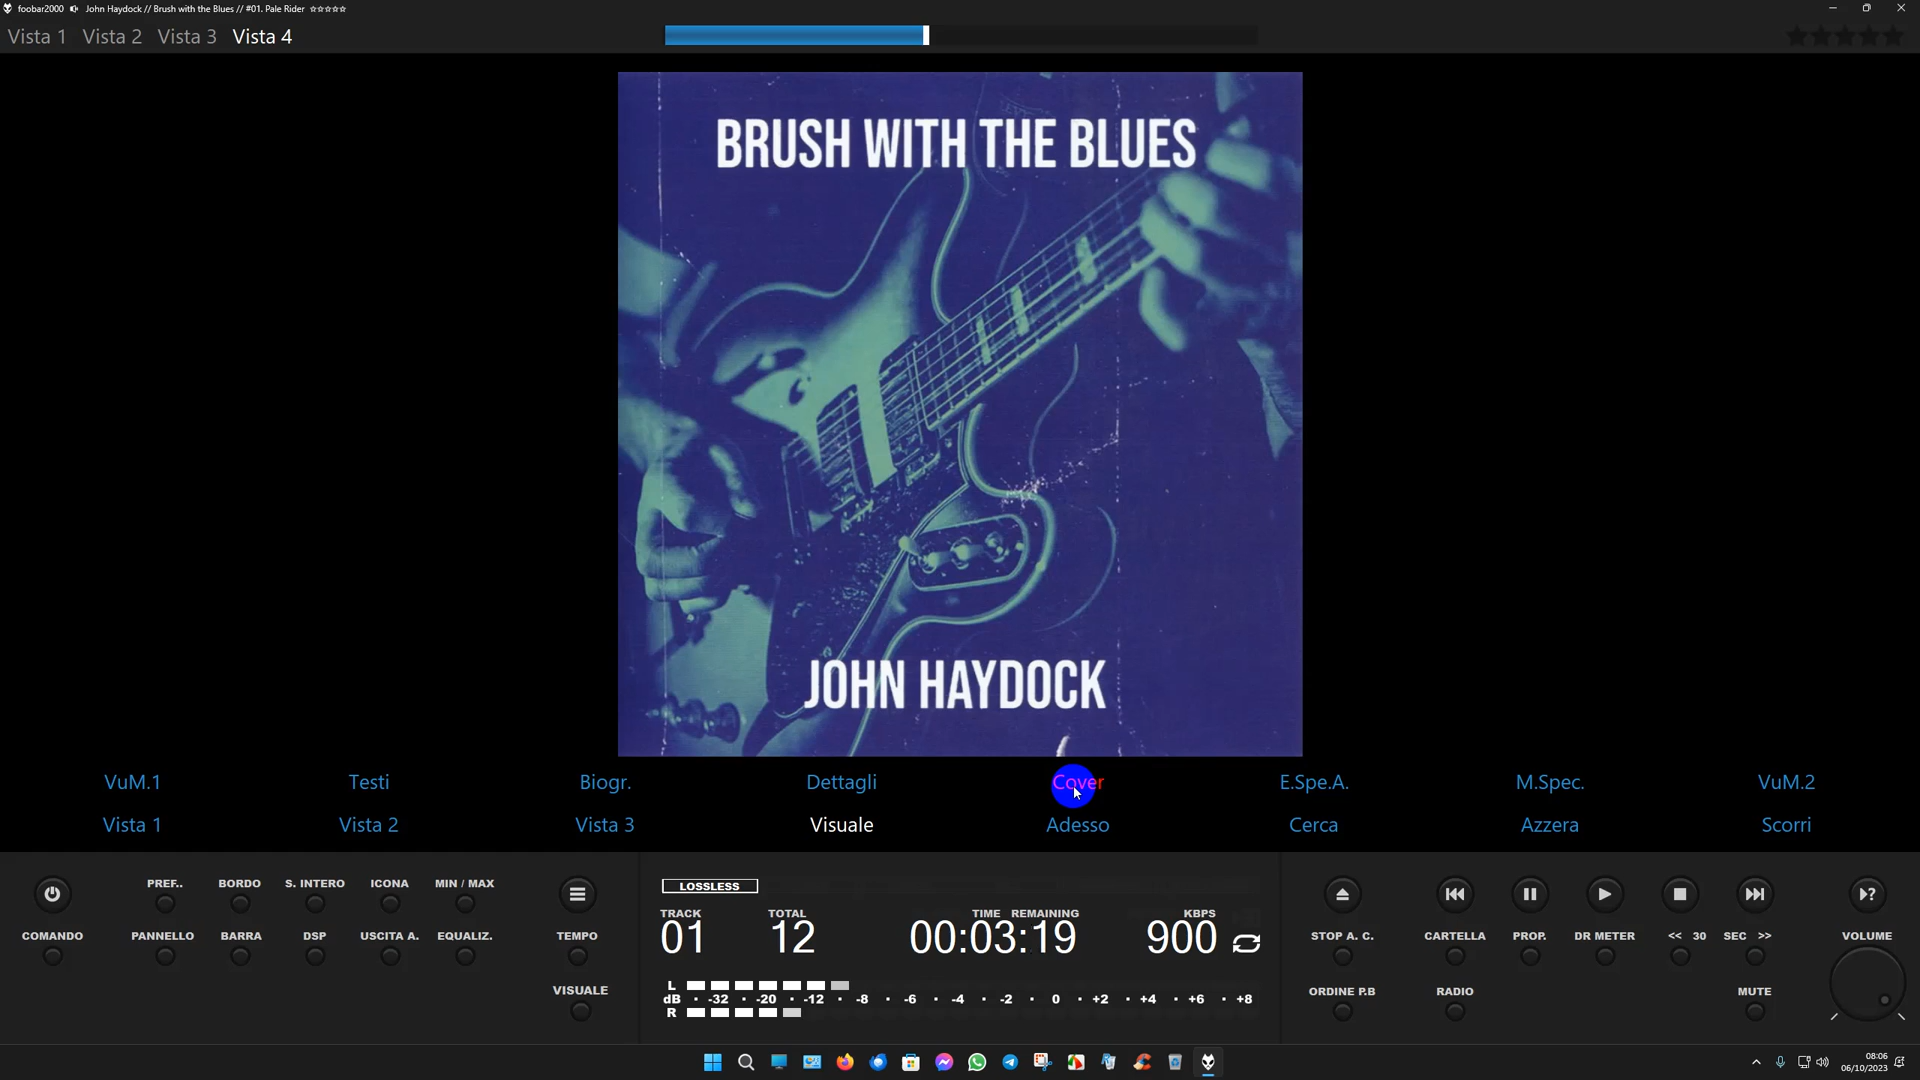 foobar2000 John Haydock // Brush with the Blues // #01. Pale Rider ☆☆☆☆☆
Vista 1 Vista 2 Vista 3 Vista 4
BRUSH WITH THE BLUES
JOHN HAYDOCK
VuM.1 Testi Biogr. Dettagli Cover E.Spe.A. M.Spec. VuM.2
Vista 1 Vista 2 Vista 3 Visuale Adesso Cerca Azzera Scorri
PREF.. BORDO S. INTERO ICONA MIN / MAX
COMANDO PANNELLO BARRA DSP USCITA A. EQUALIZ. TEMPO
VISUALE
LOSSLESS
TRACK TOTAL TIME REMAINING KBPS
01 12 00:03:19 900
L
dB · -32 · -20 · -12 · -8 · -6 · -4 · -2 · 0 · +2 · +4 · +6 · +8
R
STOP A. C. CARTELLA PROP. DR METER << 30 SEC >> VOLUME
ORDINE P.B RADIO MUTE
08:06
06/10/2023